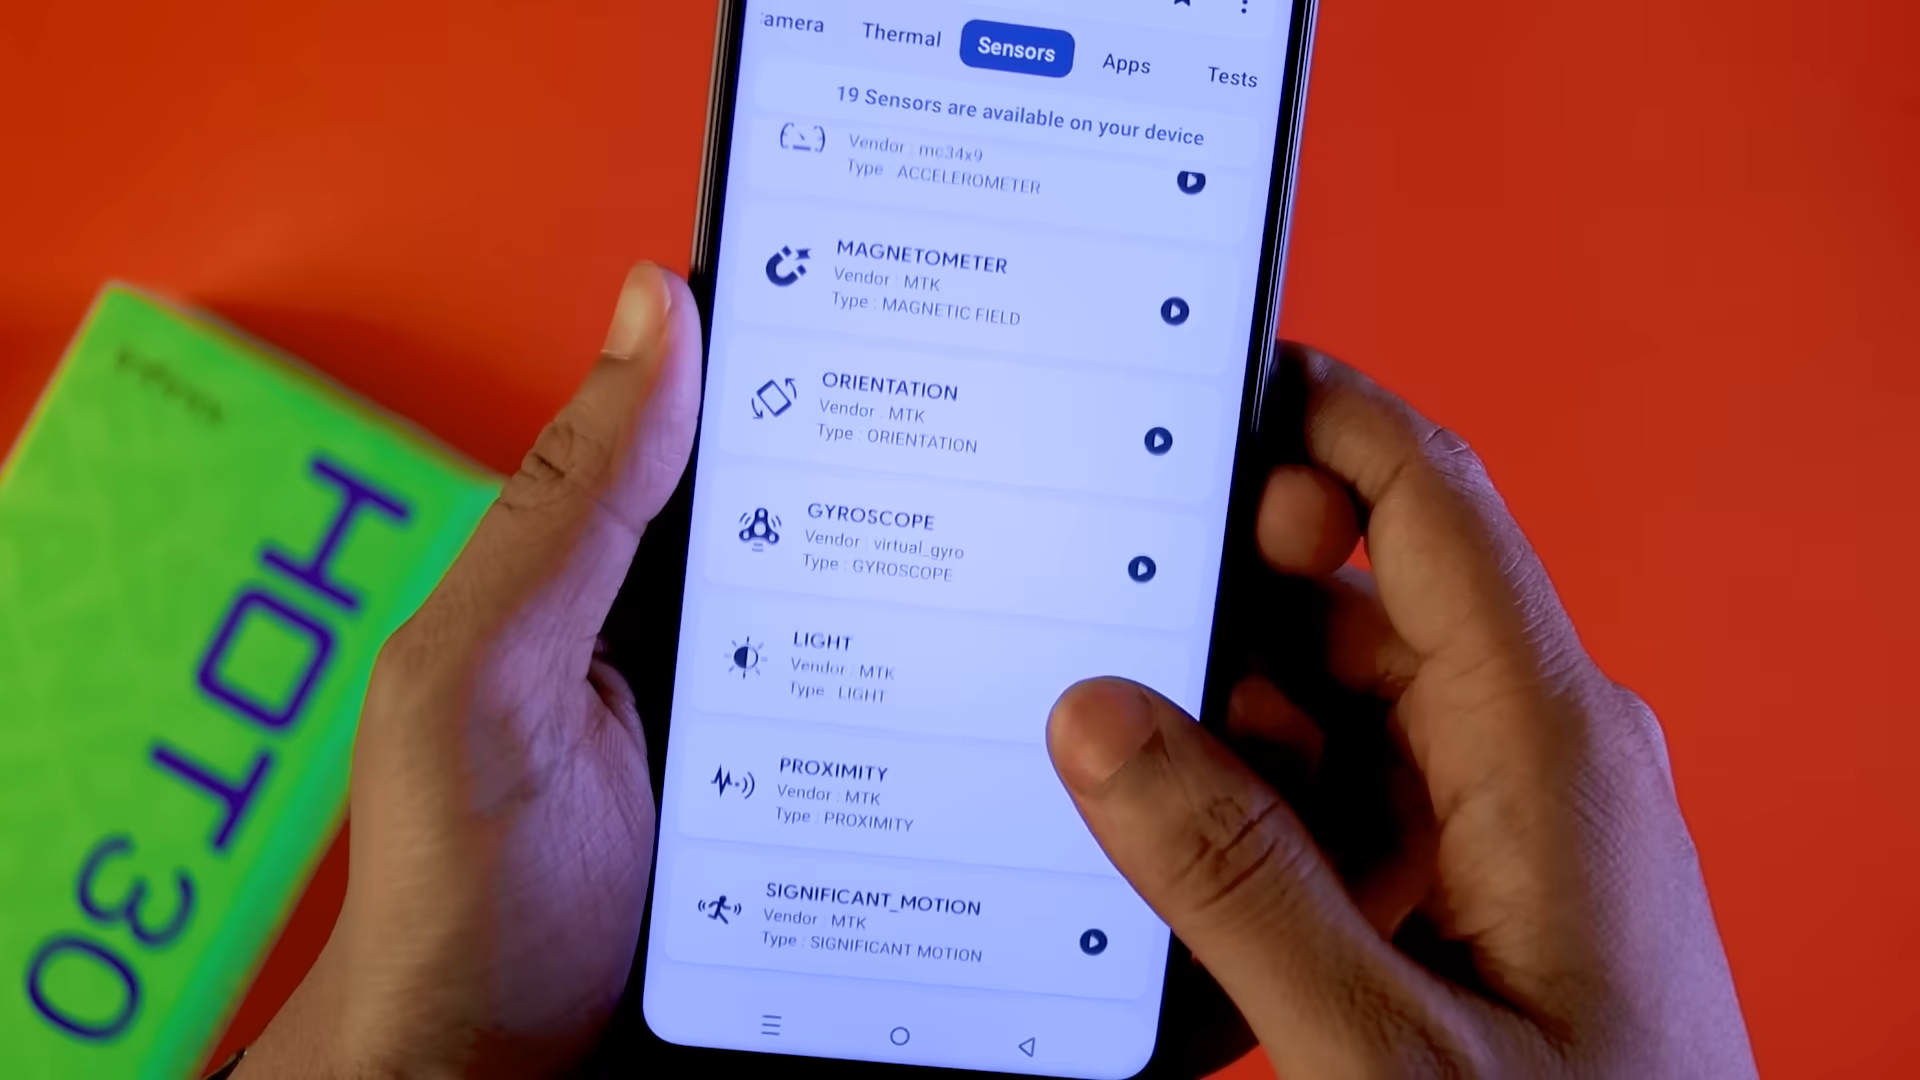 amera Thermal Sensors Apps Tests
19 Sensors are available on your device
Vendor : mc34x9
Type : ACCELEROMETER
MAGNETOMETER
Vendor : MTK
Type : MAGNETIC FIELD
ORIENTATION
Vendor : MTK
Type : ORIENTATION
GYROSCOPE
Vendor : virtual_gyro
Type : GYROSCOPE
LIGHT
Vendor : MTK
Type : LIGHT
PROXIMITY
Vendor : MTK
Type : PROXIMITY
SIGNIFICANT_MOTION
Vendor : MTK
Type : SIGNIFICANT MOTION
Infinix
HOT 30